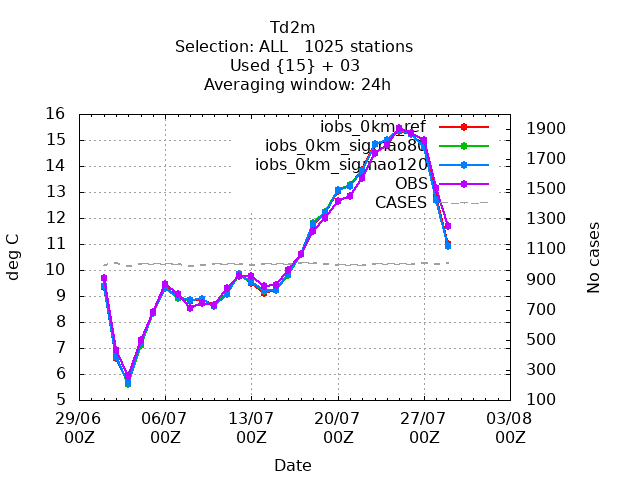 Td2m
Selection: ALL   1025 stations
Used {15} + 03
Averaging window: 24h
deg C
16
15
14
13
12
11
10
9
8
7
6
5
iobs_0km_ref
iobs_0km_sigmao80
iobs_0km_sigmao120
OBS
CASES
1900
1700
1500
1300
1100
900
700
500
300
100
No cases
29/06 06/07 13/07 20/07 27/07 03/08
00Z 00Z 00Z 00Z 00Z 00Z
Date